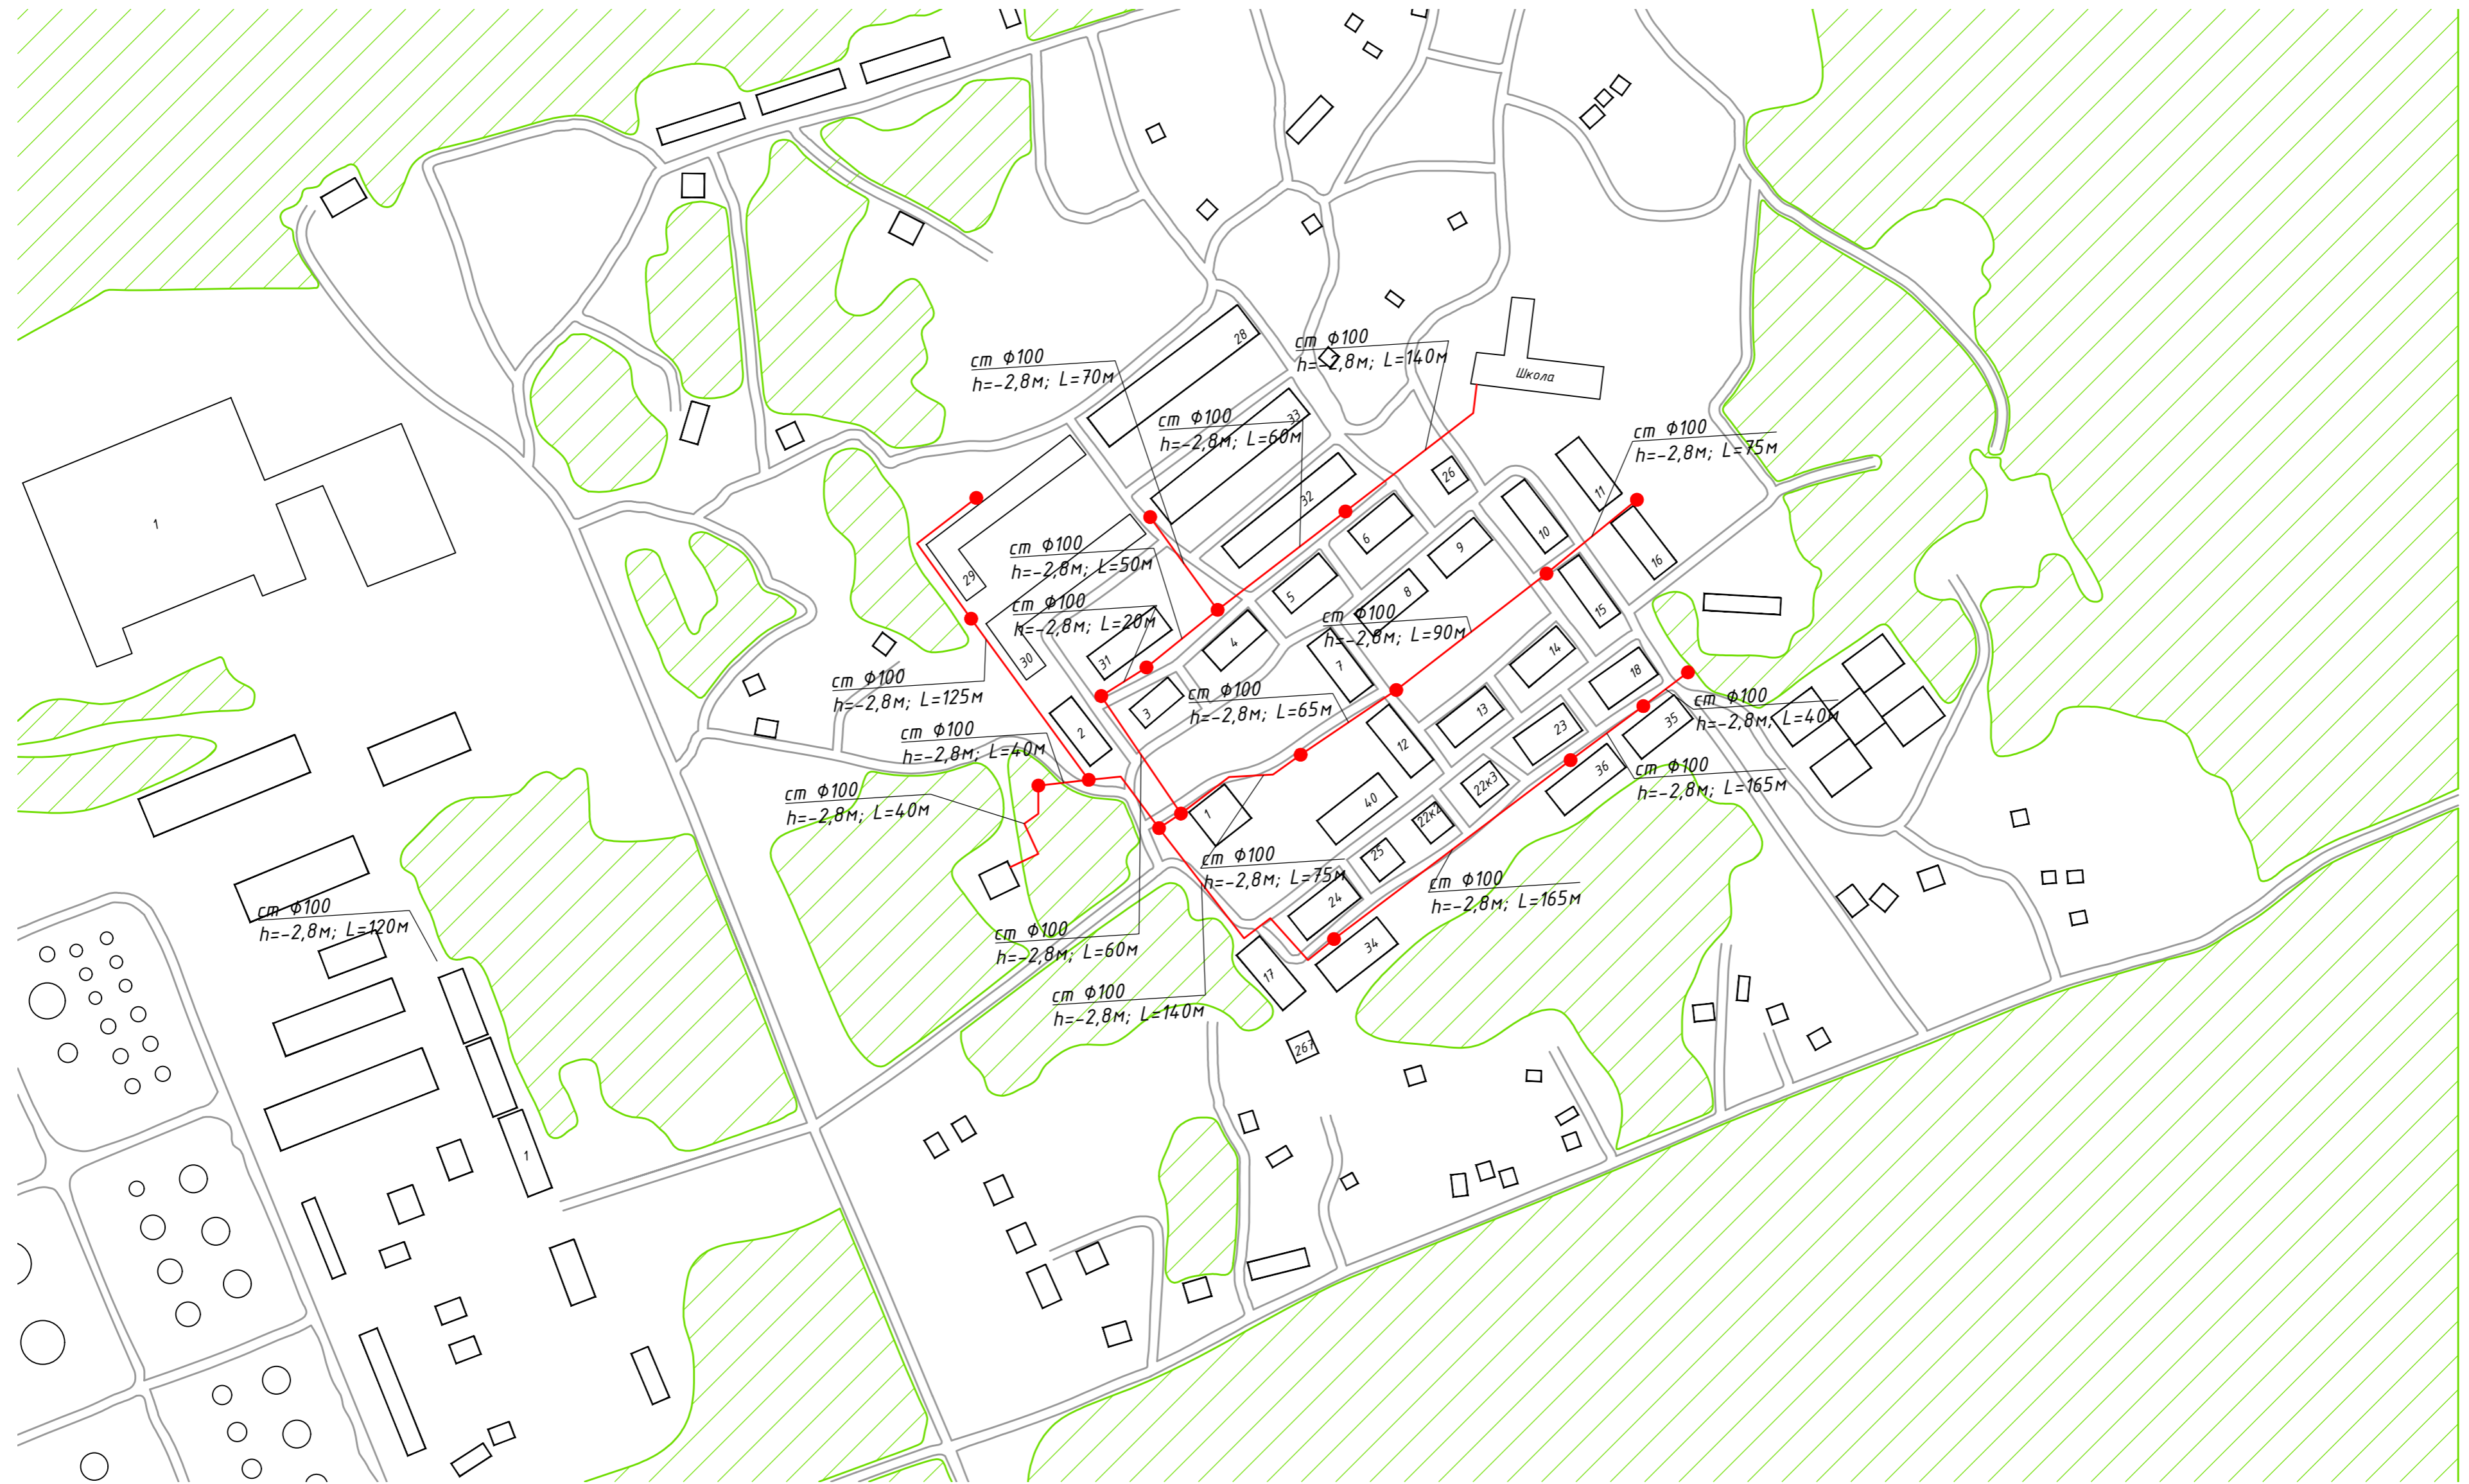 ст Ф100
h=-2,8м; L=140м
28
ст Ф100
h=-2,8м; L=70м
Школа
33
ст Ф100
h=-2,8м; L=60м
ст Ф100
h=-2,8м; L=75м
26
11
32
1
10
6
9
ст Ф100
h=-2,8м; L=50м
16
29
8
5
15
ст Ф100
h=-2,8м; L=20м
ст Ф100
h=-2,8м; L=90м
4
14
30
31
7
18
ст Ф100
h=-2,8м; L=125м
ст Ф100
h=-2,8м; L=65м
ст Ф100
h=-2,8м; L=40м
3
13
35
23
2
12
ст Ф100
h=-2,8м; L=40м
36
ст Ф100
h=-2,8м; L=165м
22к3
ст Ф100
h=-2,8м; L=40м
40
1
22к2
25
ст Ф100
h=-2,8м; L=75м
ст Ф100
h=-2,8м; L=165м
24
ст Ф100
h=-2,8м; L=120м
ст Ф100
h=-2,8м; L=60м
34
17
ст Ф100
h=-2,8м; L=140м
267
1